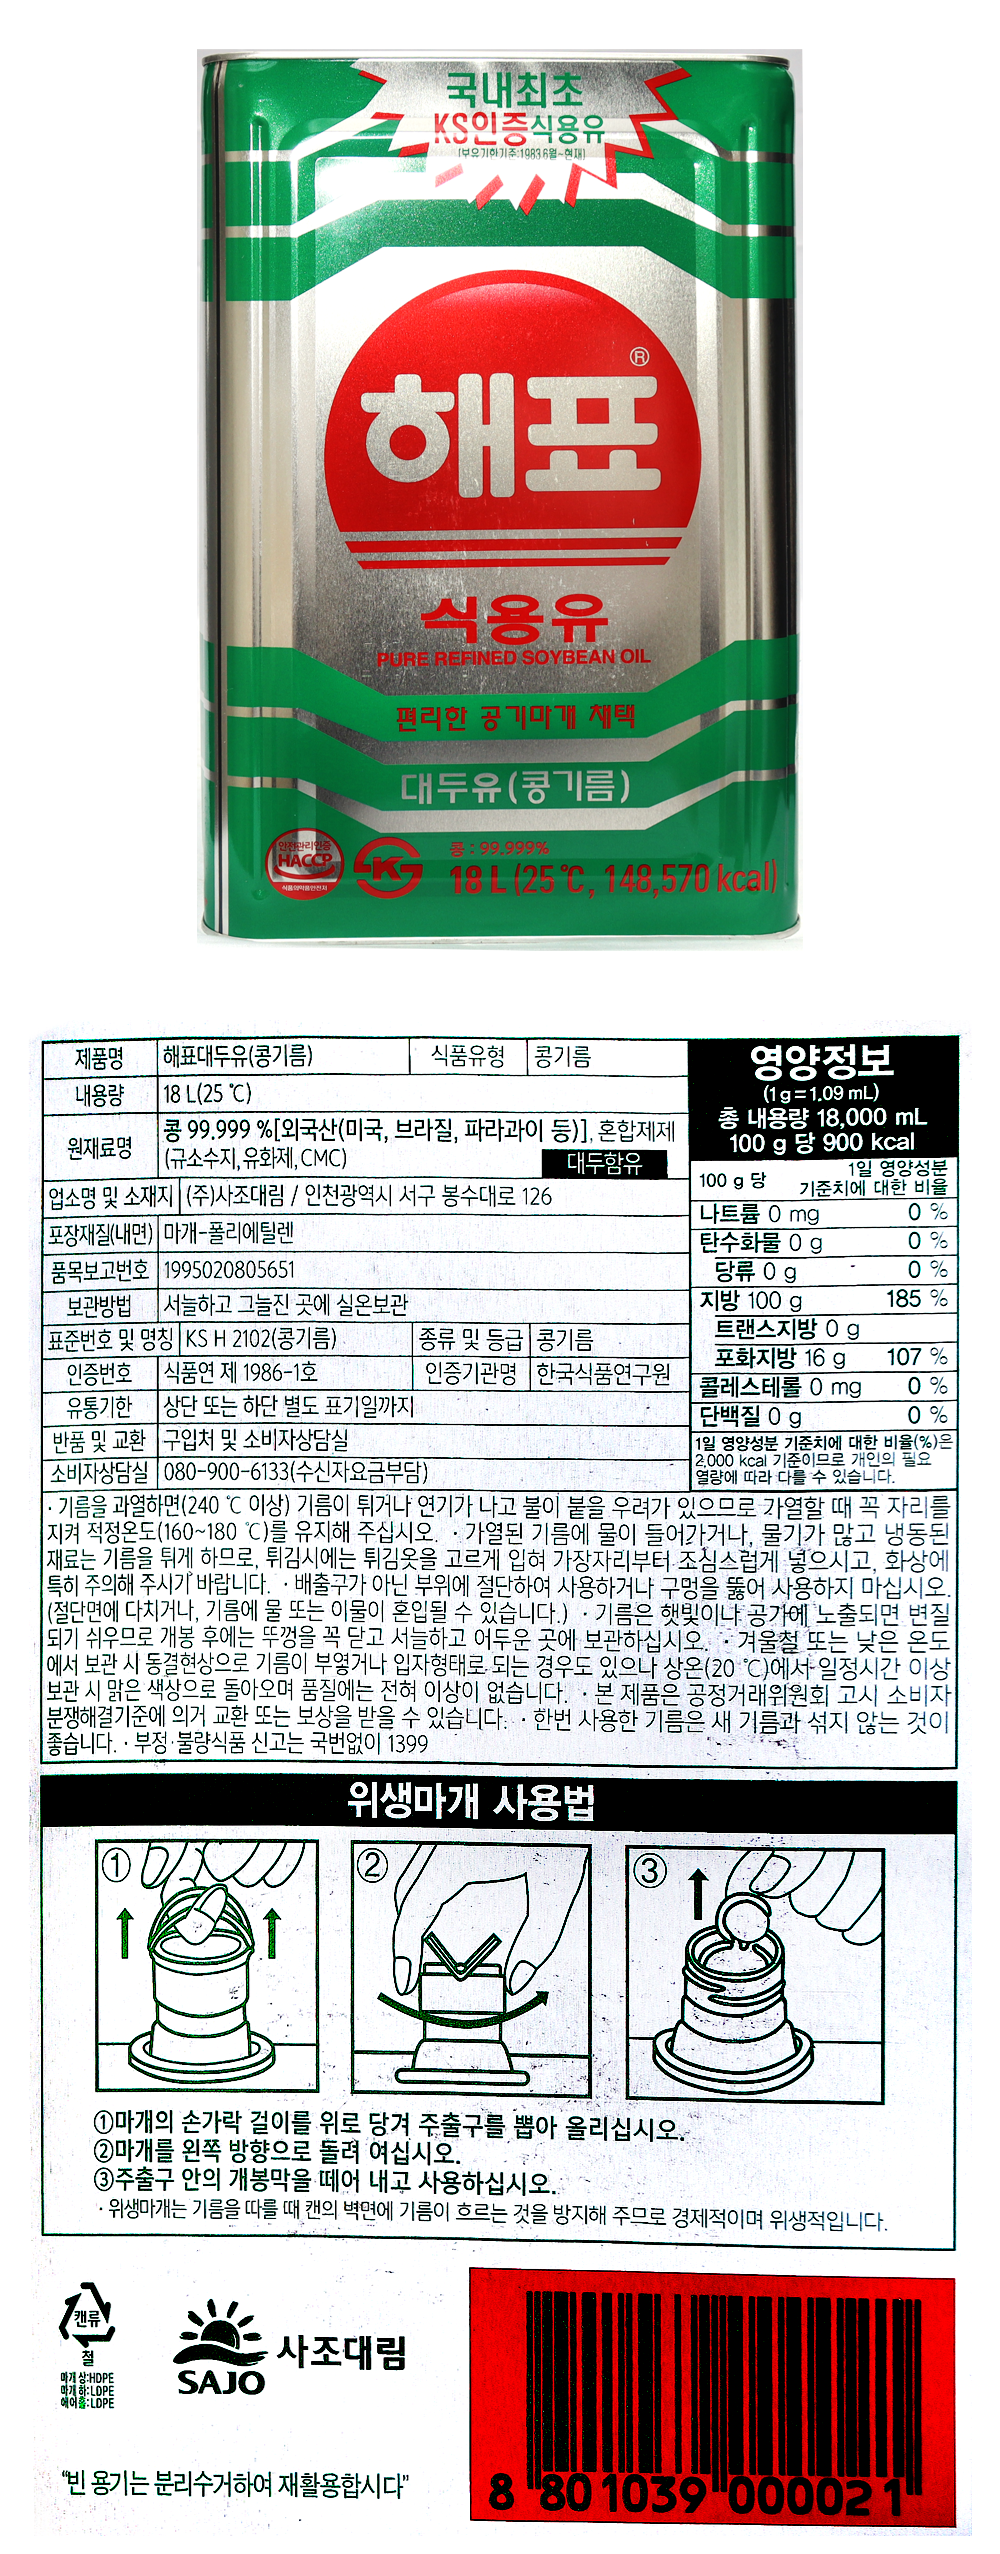 국내최초
KS인증식용유
(보유기한기준:1983.6월~현재)
해표®
식용유
PURE REFINED SOYBEAN OIL
편리한 공기마개 채택
대두유(콩기름)
안전관리인증
HACCP
식품의약품안전처
K
콩 : 99.999%
18 L (25 ℃, 148,570 kcal)
제품명 해표대두유(콩기름) 식품유형 콩기름
내용량 18 L(25 ℃)
원재료명 콩 99.999 %[외국산(미국, 브라질, 파라과이 등)], 혼합제제
(규소수지, 유화제, CMC) 대두함유
업소명 및 소재지 (주)사조대림 / 인천광역시 서구 봉수대로 126
포장재질(내면) 마개-폴리에틸렌
품목보고번호 1995020805651
보관방법 서늘하고 그늘진 곳에 실온보관
표준번호 및 명칭 KS H 2102(콩기름) 종류 및 등급 콩기름
인증번호 식품연 제 1986-1호 인증기관명 한국식품연구원
유통기한 상단 또는 하단 별도 표기일까지
반품 및 교환 구입처 및 소비자상담실
소비자상담실 080-900-6133(수신자요금부담)
영양정보
(1g=1.09 mL)
총 내용량 18,000 mL
100 g 당 900 kcal
100 g 당 1일 영양성분
기준치에 대한 비율
나트륨 0 mg 0 %
탄수화물 0 g 0 %
당류 0 g 0 %
지방 100 g 185 %
트랜스지방 0 g
포화지방 16 g 107 %
콜레스테롤 0 mg 0 %
단백질 0 g 0 %
1일 영양성분 기준치에 대한 비율(%)은
2,000 kcal 기준이므로 개인의 필요
열량에 따라 다를 수 있습니다.
· 기름을 과열하면(240 ℃ 이상) 기름이 튀거나 연기가 나고 불이 붙을 우려가 있으므로 가열할 때 꼭 자리를
지켜 적정온도(160~180 ℃)를 유지해 주십시오. · 가열된 기름에 물이 들어가거나, 물기가 많고 냉동된
재료는 기름을 튀게 하므로, 튀김시에는 튀김옷을 고르게 입혀 가장자리부터 조심스럽게 넣으시고, 화상에
특히 주의해 주시기 바랍니다. · 배출구가 아닌 부위에 절단하여 사용하거나 구멍을 뚫어 사용하지 마십시오.
(절단면에 다치거나, 기름에 물 또는 이물이 혼입될 수 있습니다.) · 기름은 햇빛이나 공기에 노출되면 변질
되기 쉬우므로 개봉 후에는 뚜껑을 꼭 닫고 서늘하고 어두운 곳에 보관하십시오. · 겨울철 또는 낮은 온도
에서 보관 시 동결현상으로 기름이 부옇거나 입자형태로 되는 경우도 있으나 상온(20 ℃)에서 일정시간 이상
보관 시 맑은 색상으로 돌아오며 품질에는 전혀 이상이 없습니다. · 본 제품은 공정거래위원회 고시 소비자
분쟁해결기준에 의거 교환 또는 보상을 받을 수 있습니다. · 한번 사용한 기름은 새 기름과 섞지 않는 것이
좋습니다. · 부정·불량식품 신고는 국번없이 1399
위생마개 사용법
① ② ③
①마개의 손가락 걸이를 위로 당겨 주출구를 뽑아 올리십시오.
②마개를 왼쪽 방향으로 돌려 여십시오.
③주출구 안의 개봉막을 떼어 내고 사용하십시오.
· 위생마개는 기름을 따를 때 캔의 벽면에 기름이 흐르는 것을 방지해 주므로 경제적이며 위생적입니다.
캔류
철
마개 상:HDPE
마개 하:LDPE
에어홀:LDPE
SAJO 사조대림
"빈 용기는 분리수거하여 재활용합시다"
8 801039 000021